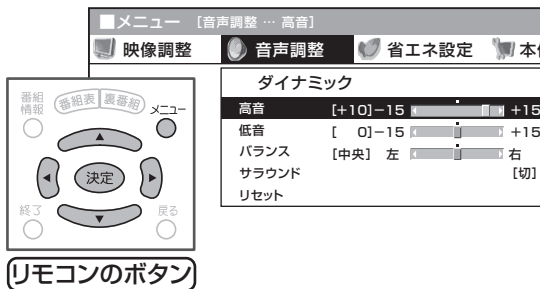 ■メニュー [音声調整 … 高音]
映像調整 音声調整 省エネ設定 本
ダイナミック
高音 [+10]−15 +15
低音 [ 0]−15 +15
バランス [中央] 左 右
サラウンド [切]
リセット
番組情報
番組表 裏番組
メニュー
決定
終了 戻る
リモコンのボタン